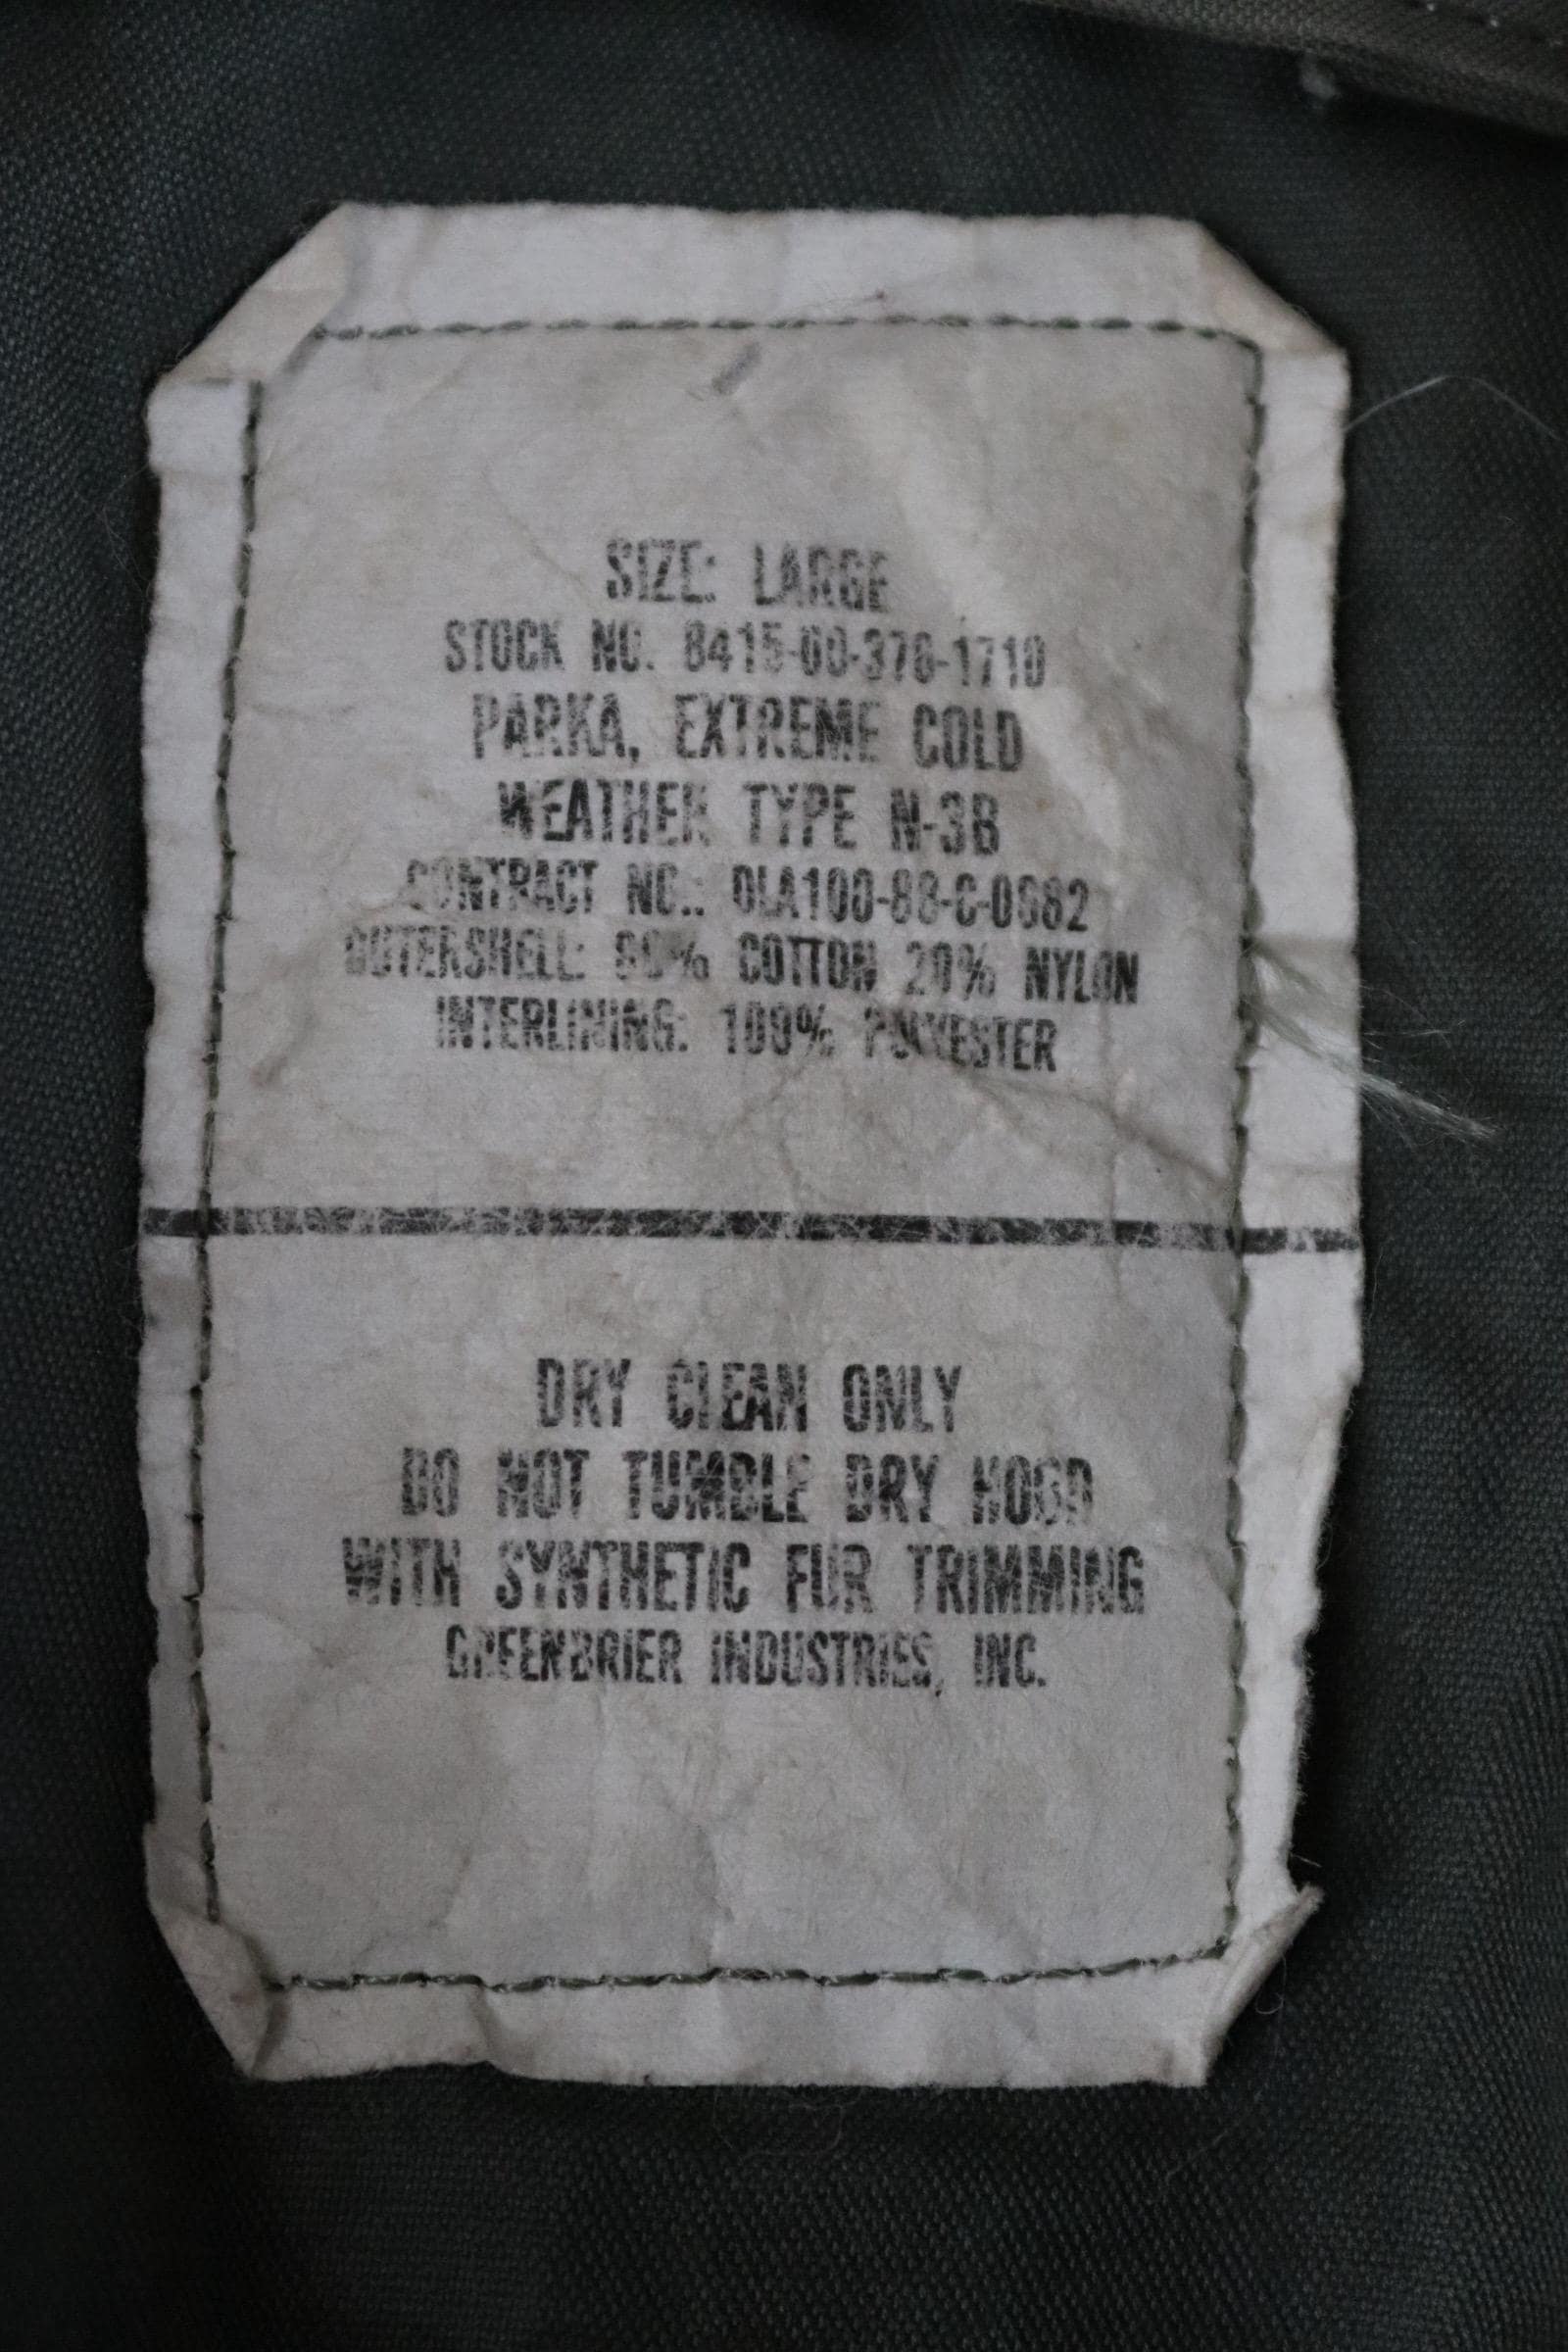 SIZE: LARGE
STOCK NO. 8415-00-376-1710
PARKA, EXTREME COLD
WEATHER TYPE N-3B
CONTRACT NO.: DLA100-88-C-0682
OUTERSHELL: 80% COTTON 20% NYLON
INTERLINING: 100% POLYESTER
DRY CLEAN ONLY
DO NOT TUMBLE DRY HOOD
WITH SYNTHETIC FUR TRIMMING
GREENBRIER INDUSTRIES, INC.